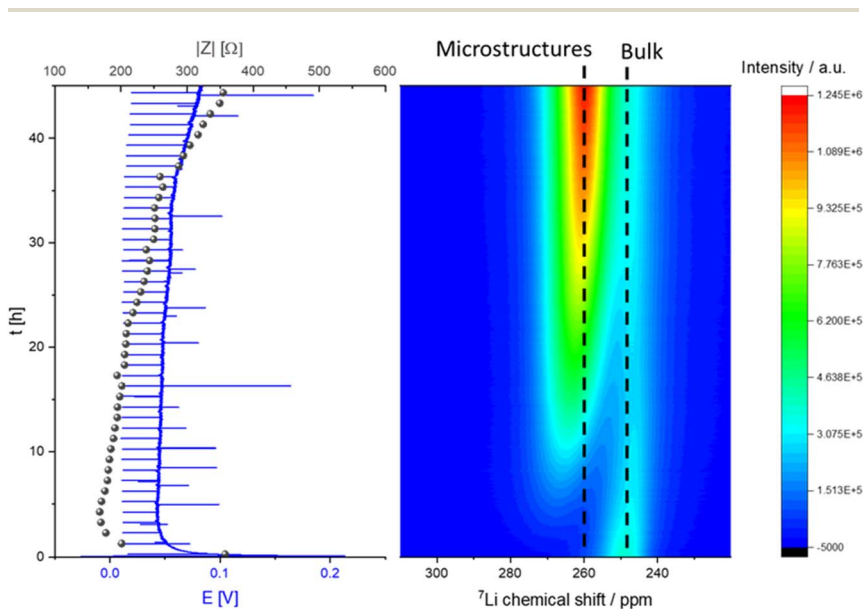 |Z| [Ω]
100 200 300 400 500 600
t [h]
40
30
20
10
0
0.0 0.1 0.2
E [V]
Microstructures Bulk
300 280 260 240
⁷Li chemical shift / ppm
Intensity / a.u.
1.245E+6
1.089E+6
9.325E+5
7.763E+5
6.200E+5
4.638E+5
3.075E+5
1.513E+5
-5000